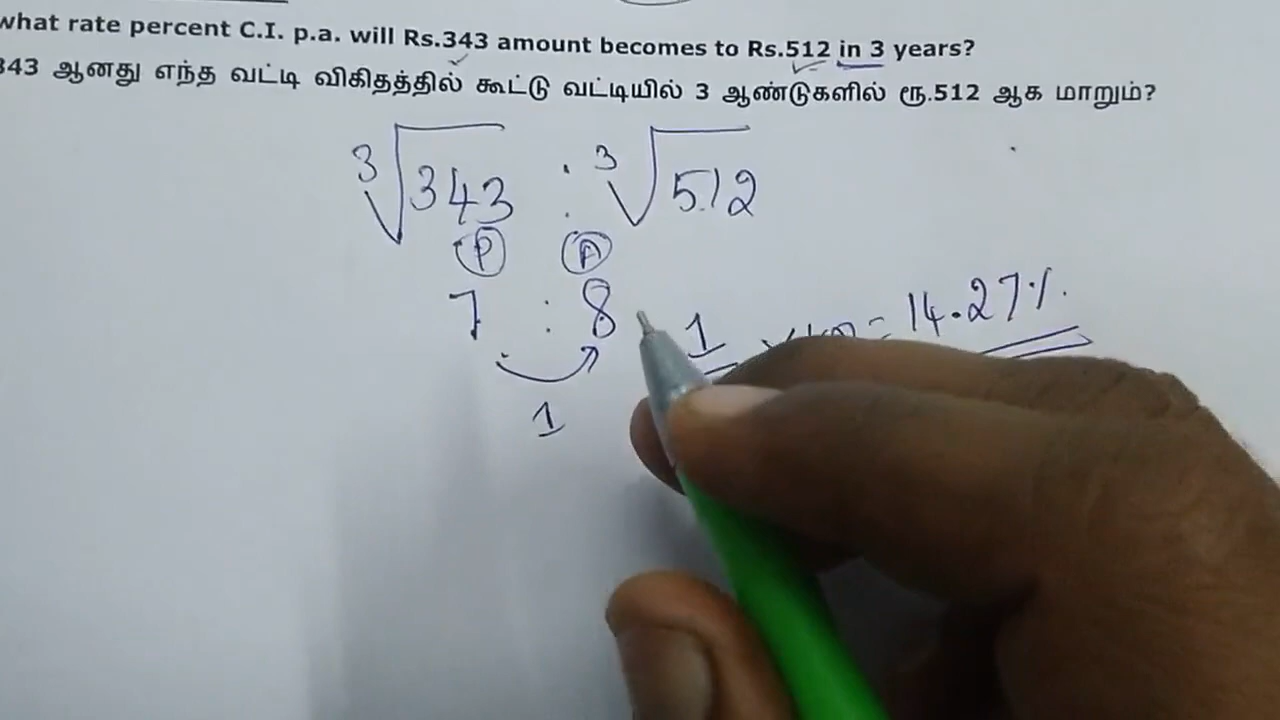 what rate percent C.I. p.a. will Rs.343 amount becomes to Rs.512 in 3 years?
343 ஆனது எந்த வட்டி விகிதத்தில் கூட்டு வட்டியில் 3 ஆண்டுகளில் ரூ.512 ஆக மாறும்?
3√343 : 3√512
P A
7 : 8
1 = 14.27%
1